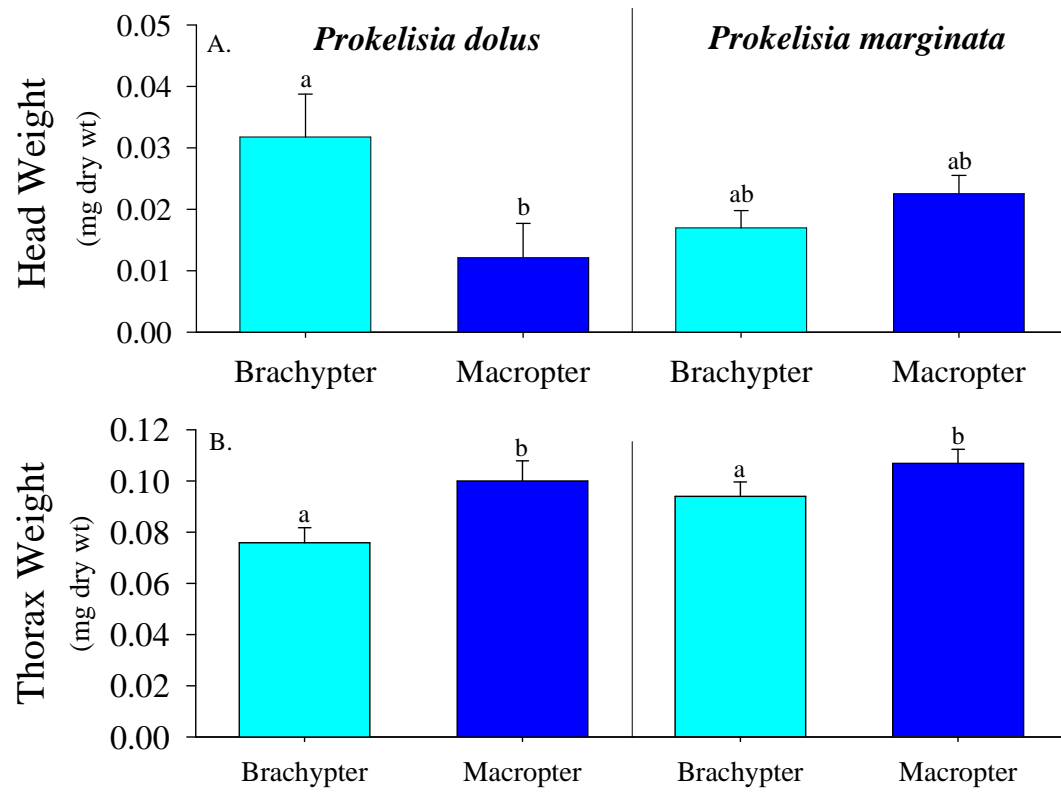 A.
Prokelisia dolus
Prokelisia marginata
Head Weight
(mg dry wt)
0.05
0.04
0.03
0.02
0.01
0.00
a
b
ab
ab
Brachypter
Macropter
Brachypter
Macropter
B.
Thorax Weight
(mg dry wt)
0.12
0.10
0.08
0.06
0.04
0.02
0.00
a
b
a
b
Brachypter
Macropter
Brachypter
Macropter